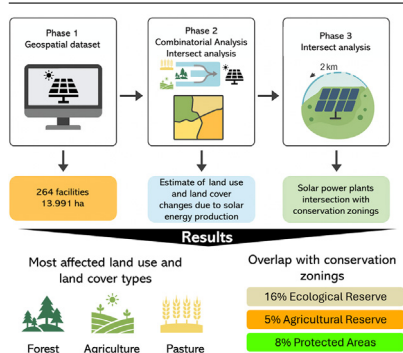 Phase 1
Geospatial dataset
Phase 2
Combinatorial Analysis
Intersect analysis
Phase 3
Intersect analysis
2 km
264 facilities
13.991 ha
Estimate of land use
and land cover
changes due to solar
energy production
Solar power plants
intersection with
conservation zonings
Results
Most affected land use and
land cover types
Forest
Agriculture
Pasture
Overlap with conservation
zonings
16% Ecological Reserve
5% Agricultural Reserve
8% Protected Areas